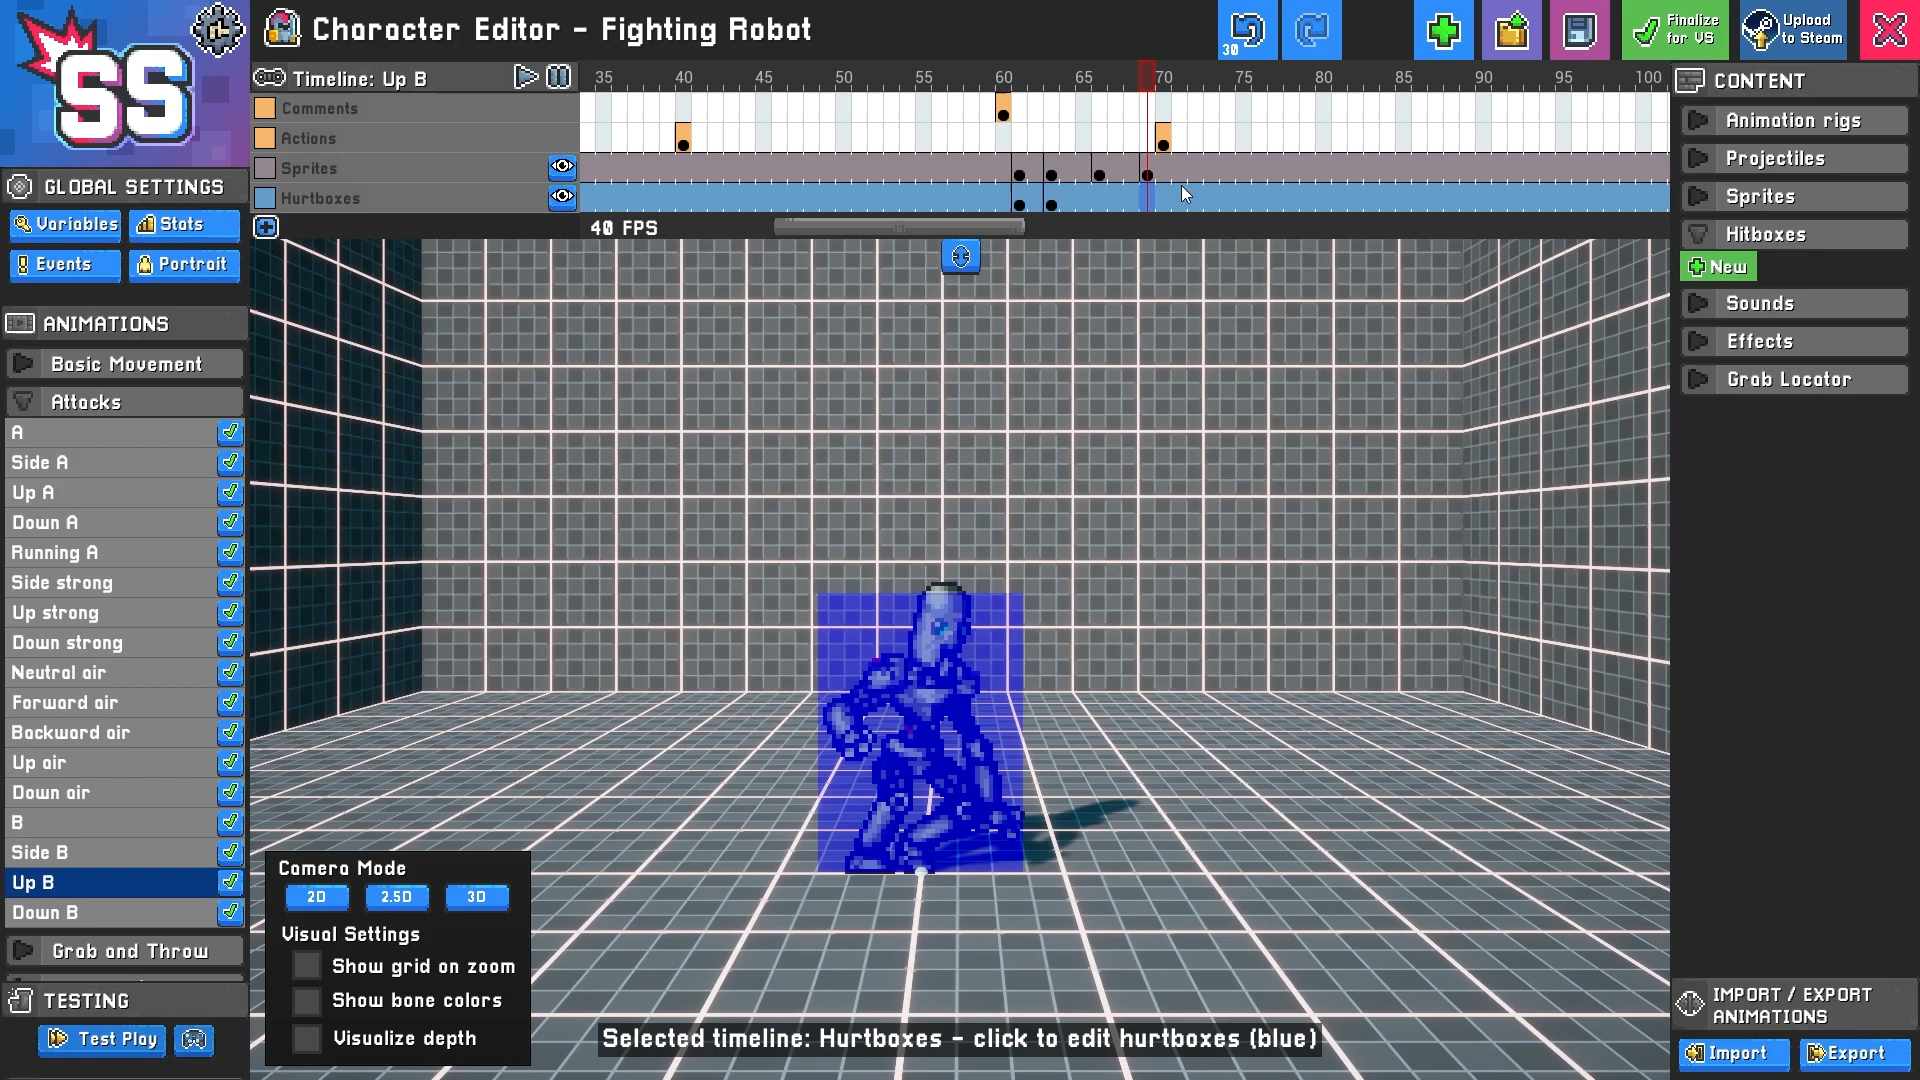 SS
Character Editor - Fighting Robot
30
Finalize
for VS
Upload
to Steam
Timeline: Up B
35 40 45 50 55 60 65 70 75 80 85 90 95 100
Comments
Actions
Sprites
Hurtboxes
40 FPS
GLOBAL SETTINGS
Variables
Stats
Events
Portrait
ANIMATIONS
Basic Movement
Attacks
A
Side A
Up A
Down A
Running A
Side strong
Up strong
Down strong
Neutral air
Forward air
Backward air
Up air
Down air
B
Side B
Up B
Down B
Grab and Throw
TESTING
Test Play
Camera Mode
2D
2.5D
3D
Visual Settings
Show grid on zoom
Show bone colors
Visualize depth
Selected timeline: Hurtboxes - click to edit hurtboxes (blue)
CONTENT
Animation rigs
Projectiles
Sprites
Hitboxes
New
Sounds
Effects
Grab Locator
IMPORT / EXPORT
ANIMATIONS
Import
Export